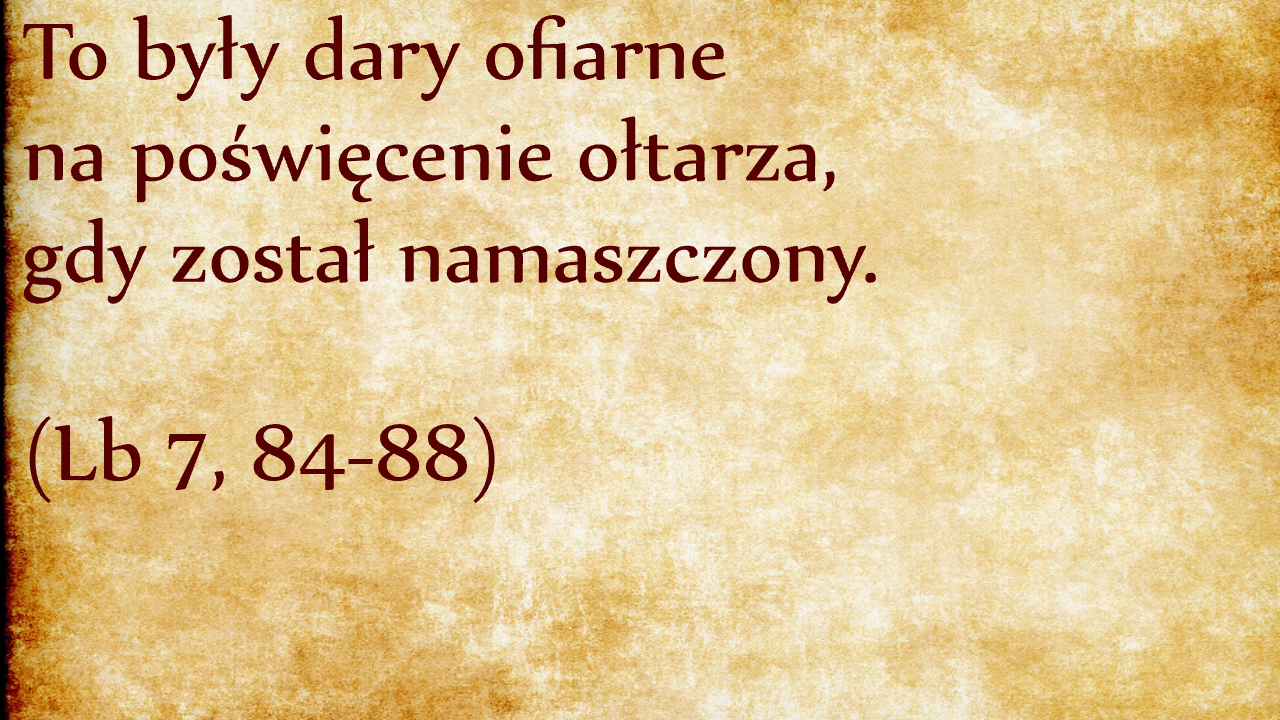 To były dary ofiarne
na poświęcenie ołtarza,
gdy został namaszczony.
(Lb 7, 84-88)